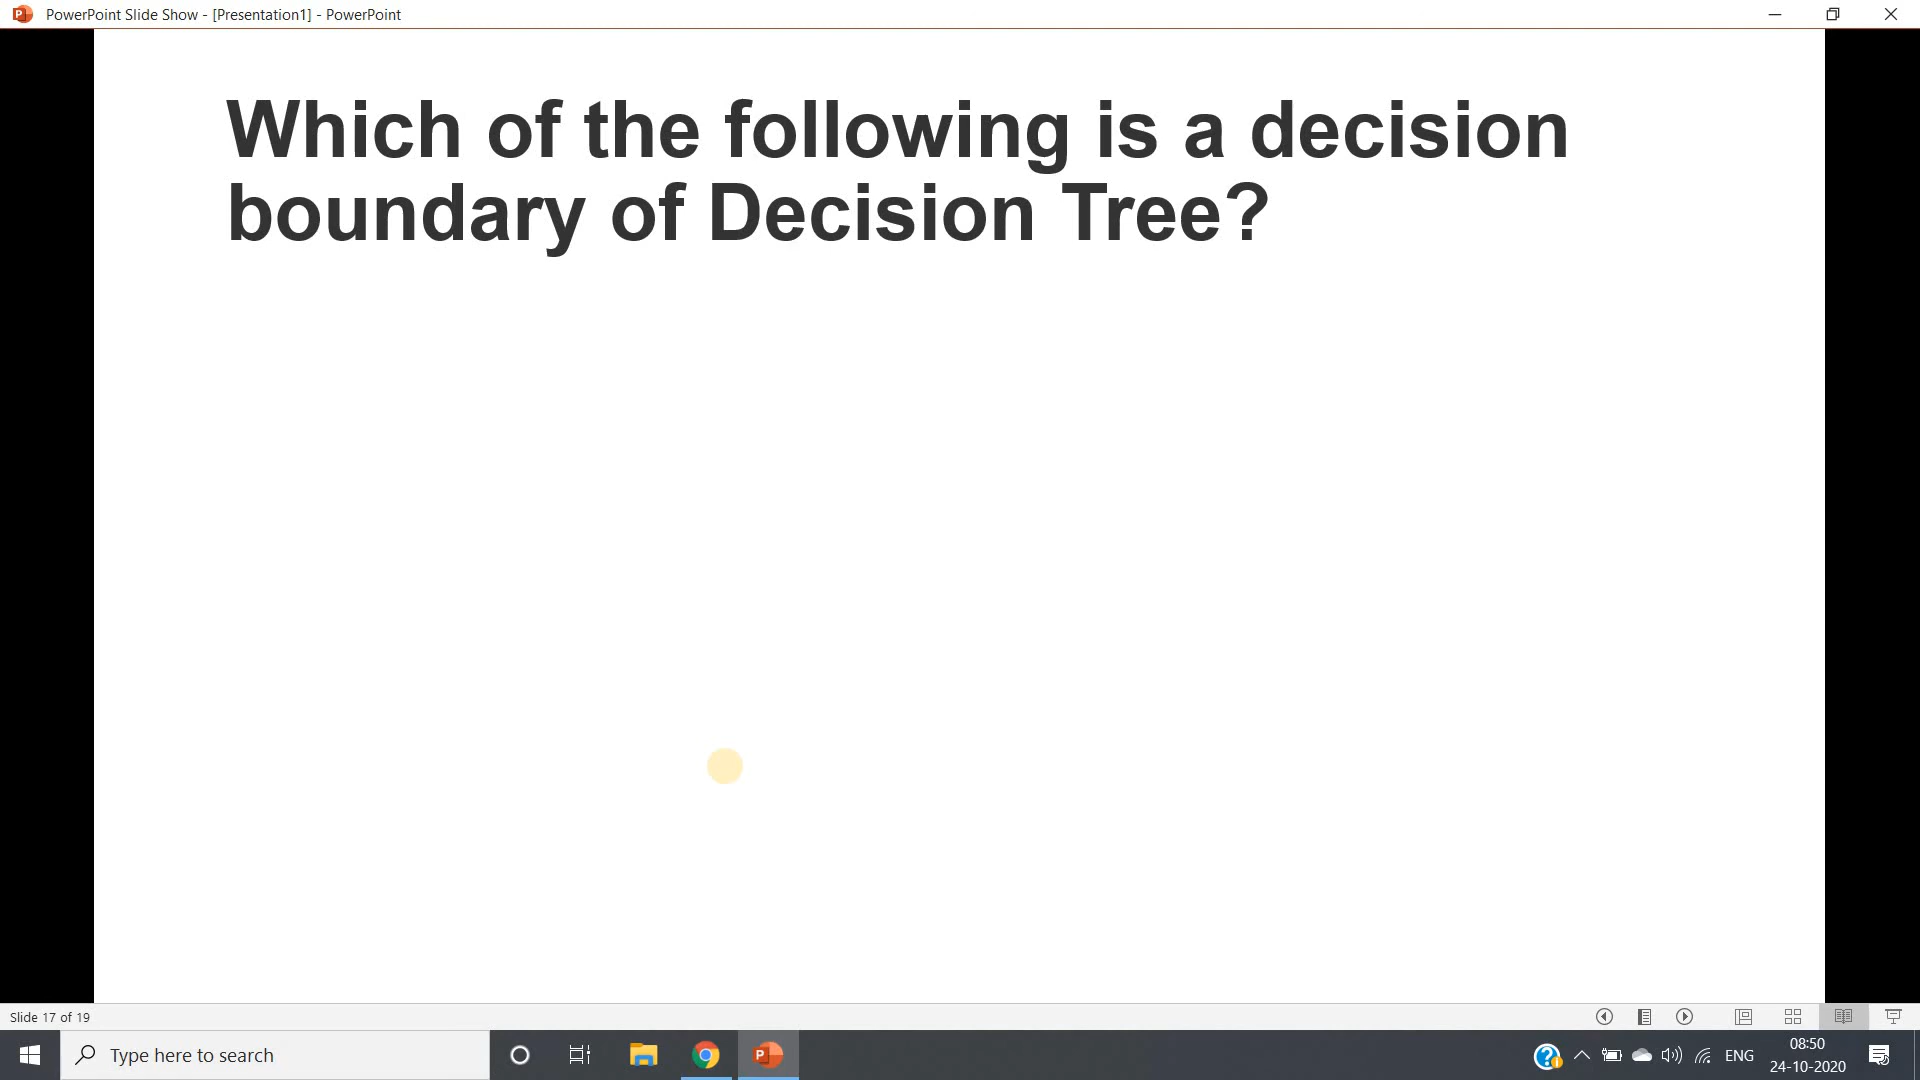 PowerPoint Slide Show - [Presentation1] - PowerPoint
Which of the following is a decision
boundary of Decision Tree?
Slide 17 of 19
Type here to search
ENG
08:50
24-10-2020